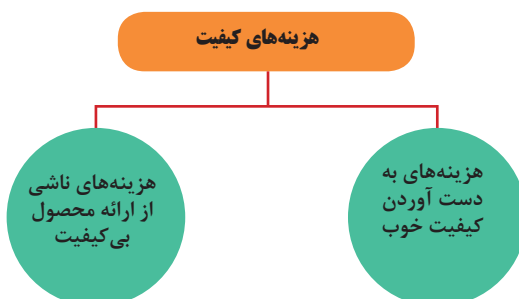 هزینه‌های کیفیت
هزینه‌های به
دست آوردن
کیفیت خوب
هزینه‌های ناشی
از ارائه محصول
بی‌کیفیت